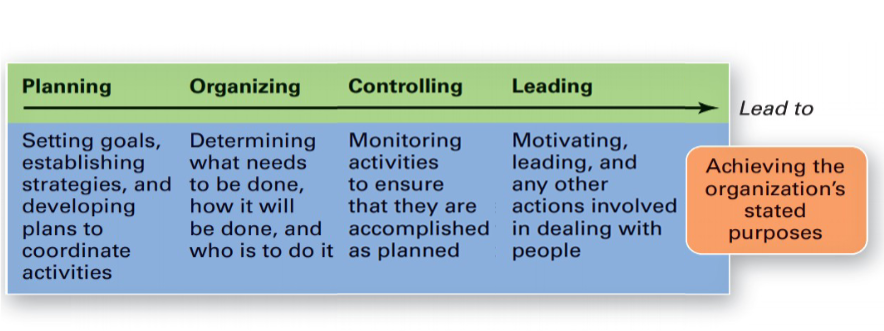 Planning
Organizing
Controlling
Leading
Lead to
Setting goals,
establishing
strategies, and
developing
plans to
coordinate
activities
Determining
what needs
to be done,
how it will
be done, and
who is to do it
Monitoring
activities
to ensure
that they are
accomplished
as planned
Motivating,
leading, and
any other
actions involved
in dealing with
people
Achieving the
organization's
stated
purposes